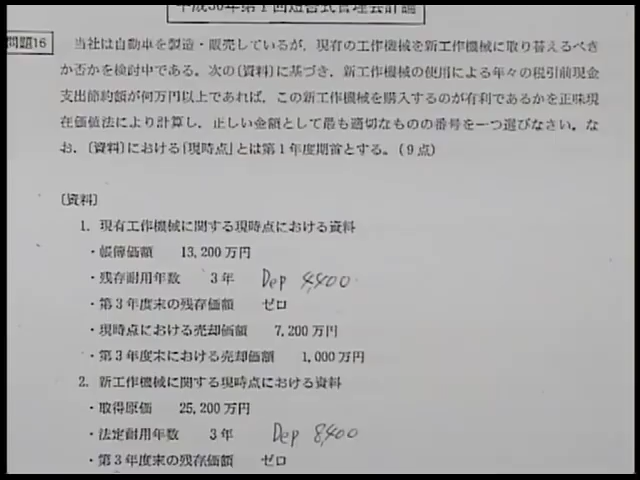 平成30年第1回短答式管理会計論
問題16 当社は自動車を製造・販売しているが，現有の工作機械を新工作機械に取り替えるべき
か否かを検討中である。次の〔資料〕に基づき，新工作機械の使用による年々の税引前現金
支出節約額が何万円以上であれば，この新工作機械を購入するのが有利であるかを正味現
在価値法により計算し，正しい金額として最も適切なものの番号を一つ選びなさい。な
お，〔資料〕における「現時点」とは第1年度期首とする。（9点）
〔資料〕
1．現有工作機械に関する現時点における資料
・帳簿価額 13,200万円
・残存耐用年数 3年 Dep 4,400
・第3年度末の残存価額 ゼロ
・現時点における売却価額 7,200万円
・第3年度末における売却価額 1,000万円
2．新工作機械に関する現時点における資料
・取得原価 25,200万円
・法定耐用年数 3年 Dep 8,400
・第3年度末の残存価額 ゼロ